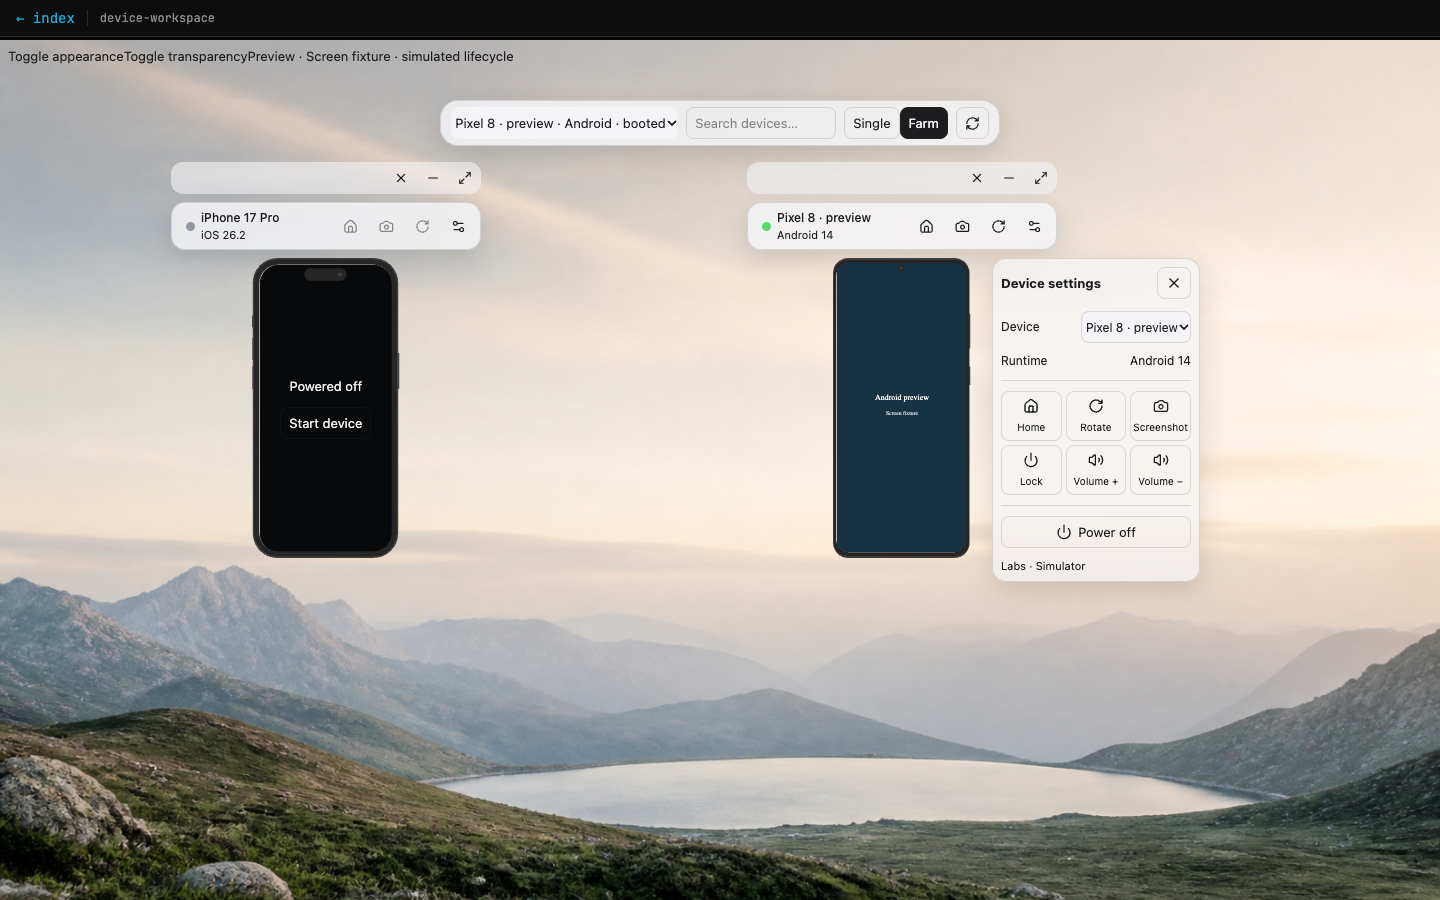 ← index device-workspace
Toggle appearanceToggle transparencyPreview · Screen fixture · simulated lifecycle
Pixel 8 · preview · Android · booted Search devices... Single Farm
iPhone 17 Pro
iOS 26.2
Pixel 8 · preview
Android 14
Powered off
Start device
Android preview
Screen fixture
Device settings
Device Pixel 8 · preview
Runtime Android 14
Home Rotate Screenshot
Lock Volume + Volume −
Power off
Labs · Simulator